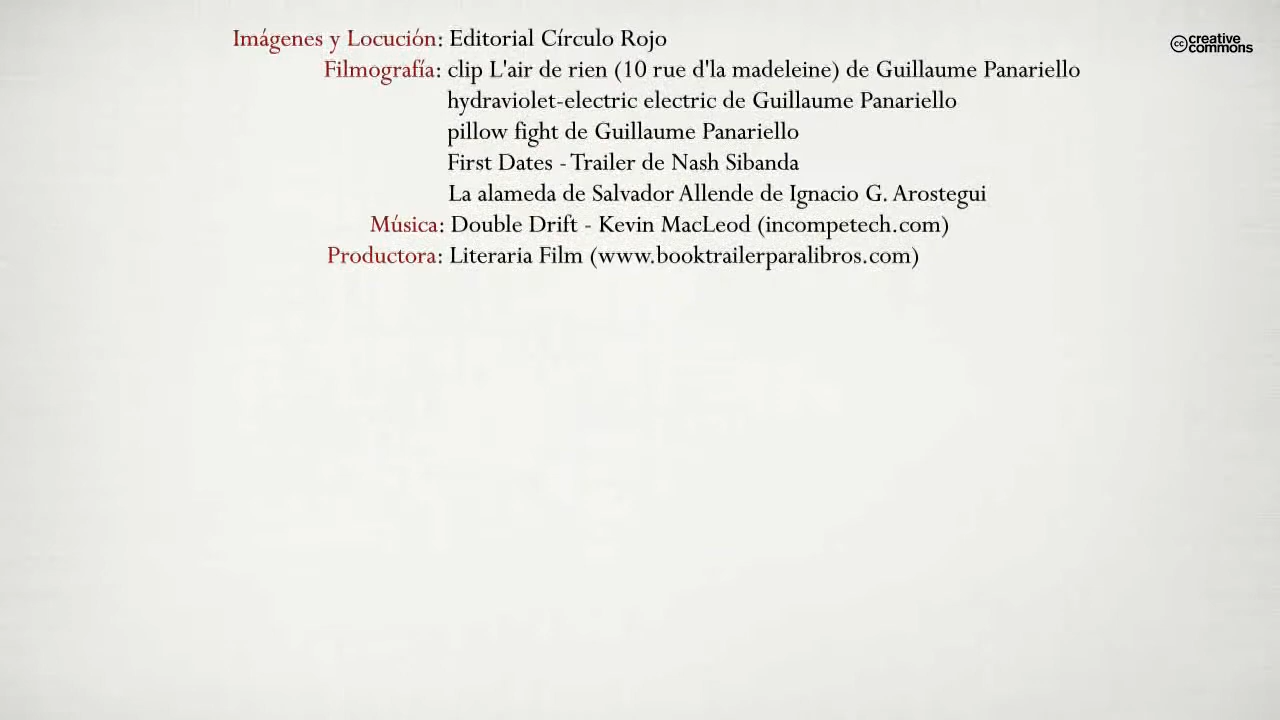 Imágenes y Locución: Editorial Círculo Rojo
cc creative commons
Filmografía: clip L'air de rien (10 rue d'la madeleine) de Guillaume Panariello
hydraviolet-electric electric de Guillaume Panariello
pillow fight de Guillaume Panariello
First Dates - Trailer de Nash Sibanda
La alameda de Salvador Allende de Ignacio G. Arostegui
Música: Double Drift - Kevin MacLeod (incompetech.com)
Productora: Literaria Film (www.booktrailerparalibros.com)